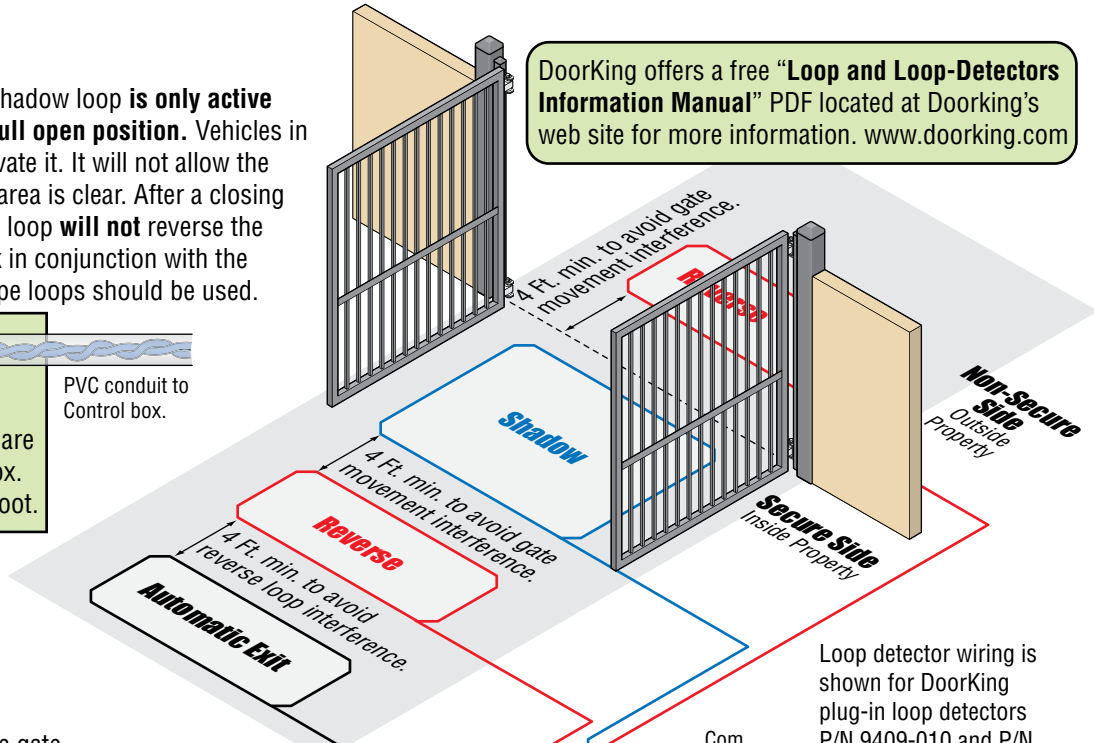 hadow loop is only active
ull open position. Vehicles in
vate it. It will not allow the
area is clear. After a closing
loop will not reverse the
in conjunction with the
pe loops should be used.
DoorKing offers a free “Loop and Loop-Detectors
Information Manual” PDF located at Doorking's
web site for more information. www.doorking.com
PVC conduit to
Control box.
are
ox.
oot.
4 Ft. min. to avoid gate
movement interference.
Reverse
Non-Secure
Side
Outside
Property
Shadow
4 Ft. min. to avoid gate
movement interference.
Secure Side
Inside Property
Reverse
4 Ft. min. to avoid
reverse loop interference.
Automatic Exit
Loop detector wiring is
shown for DoorKing
plug-in loop detectors
P/N 9409-010 and P/N
Com
gate